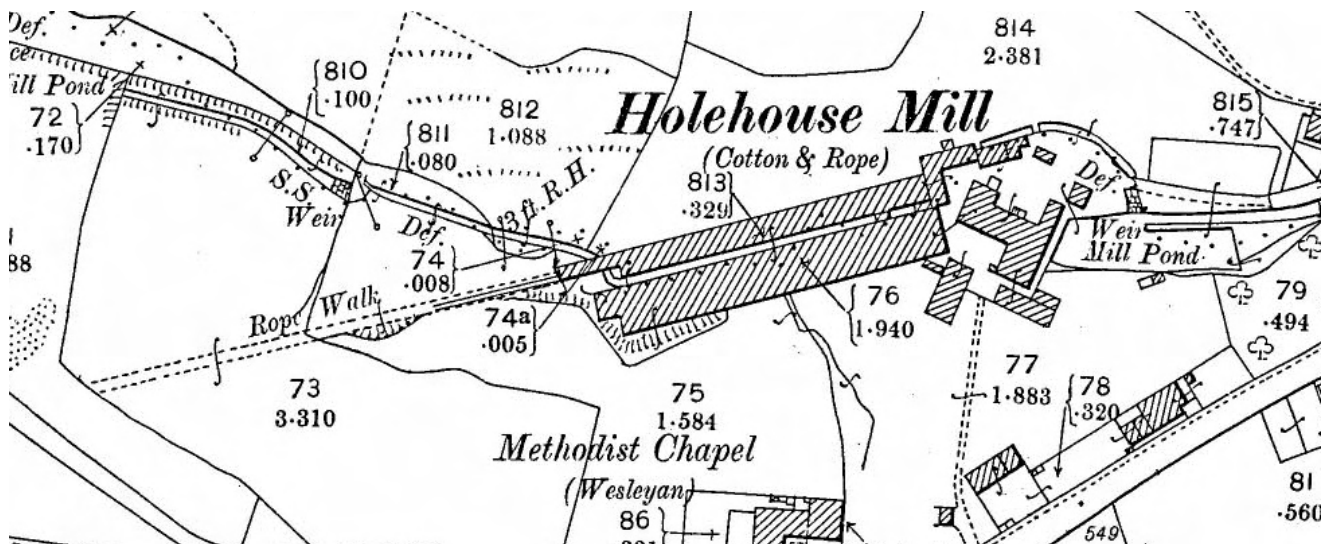 Def.
ill Pond
72
.170
810
.100
811
.080
812
1.088
814
2.381
815
.747
Holehouse Mill
(Cotton & Rope)
813
.329
S.S.
Weir
Def
3ft.R.H.
74
.008
Rope Walk
74a
.005
76
1.940
Def
Weir
Mill Pond
79
.494
88
73
3.310
75
1.584
77
1.883
78
.320
Methodist Chapel
(Wesleyan)
86
81
.560
549